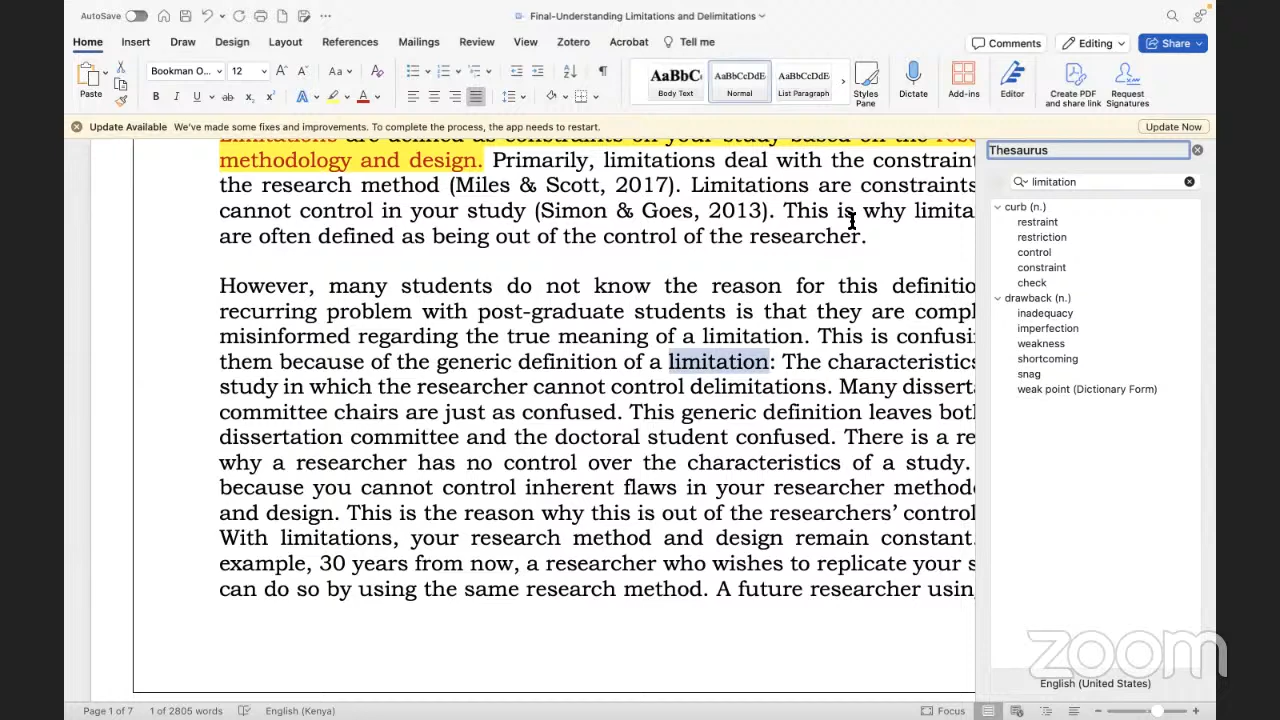 AutoSave
Final-Understanding Limitations and Delimitations
Home Insert Draw Design Layout References Mailings Review View Zotero Acrobat Tell me Comments Editing Share
Paste
Bookman O... 12
AaBbC AaBbCcDdE AaBbCcDdE
Body Text Normal List Paragraph
Styles Pane
Dictate
Add-ins
Editor
Create PDF and share link
Request Signatures
Update Available We've made some fixes and improvements. To complete the process, the app needs to restart. Update Now
Limitations are defined as constraints on your study based on the
methodology and design. Primarily, limitations deal with the constraint
the research method (Miles & Scott, 2017). Limitations are constraints
cannot control in your study (Simon & Goes, 2013). This is why limita
are often defined as being out of the control of the researcher.
However, many students do not know the reason for this definitio
recurring problem with post-graduate students is that they are compl
misinformed regarding the true meaning of a limitation. This is confusi
them because of the generic definition of a limitation: The characteristics
study in which the researcher cannot control delimitations. Many disserta
committee chairs are just as confused. This generic definition leaves bot
dissertation committee and the doctoral student confused. There is a re
why a researcher has no control over the characteristics of a study.
because you cannot control inherent flaws in your researcher method
and design. This is the reason why this is out of the researchers' control
With limitations, your research method and design remain constant.
example, 30 years from now, a researcher who wishes to replicate your s
can do so by using the same research method. A future researcher usin
Thesaurus
limitation
curb (n.)
restraint
restriction
control
constraint
check
drawback (n.)
inadequacy
imperfection
weakness
shortcoming
snag
weak point (Dictionary Form)
English (United States)
zoom
Page 1 of 7 1 of 2805 words English (Kenya) Focus